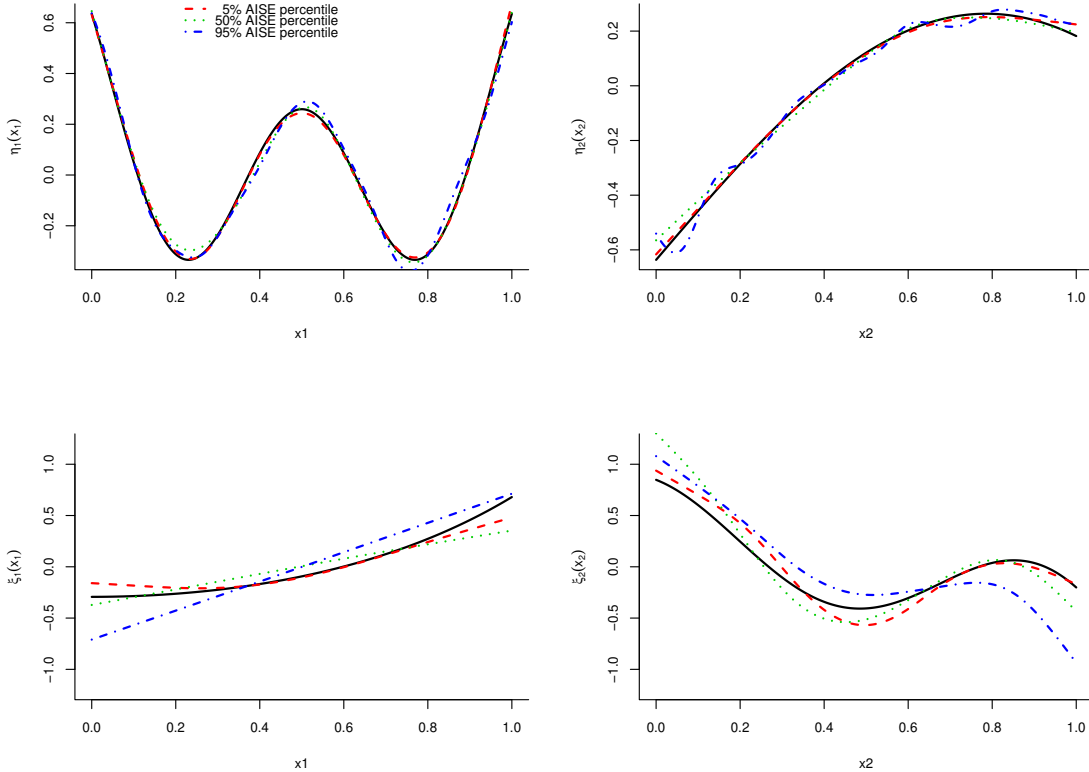 5% AISE percentile
50% AISE percentile
95% AISE percentile
η₁(x₁)
0.6
0.4
0.2
0.0
−0.2
0.0 0.2 0.4 0.6 0.8 1.0
x1
η₂(x₂)
0.2
0.0
−0.2
−0.4
−0.6
0.0 0.2 0.4 0.6 0.8 1.0
x2
ξ₁(x₁)
1.0
0.5
0.0
−0.5
−1.0
0.0 0.2 0.4 0.6 0.8 1.0
x1
ξ₂(x₂)
1.0
0.5
0.0
−0.5
−1.0
0.0 0.2 0.4 0.6 0.8 1.0
x2